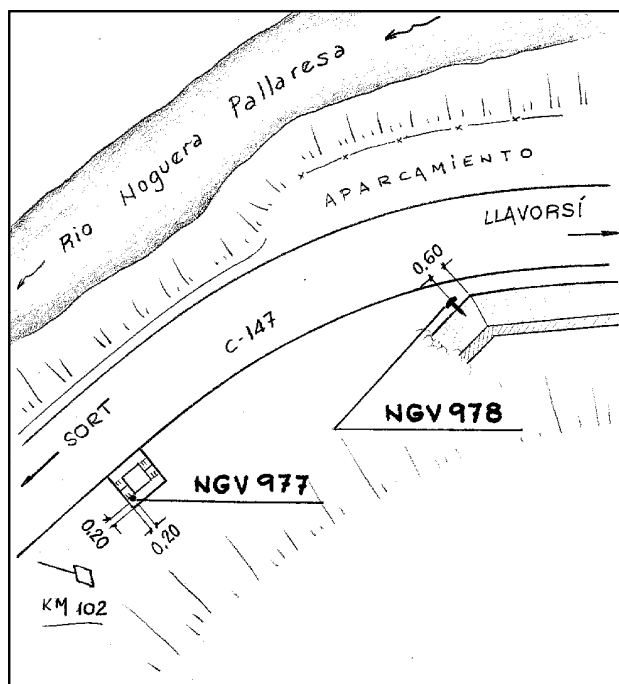 Rio Noguera Pallaresa
APARCAMIENTO
LLAVORSÍ
0.60
C-147
NGV 978
SORT
NGV 977
0.20
0.20
KM 102